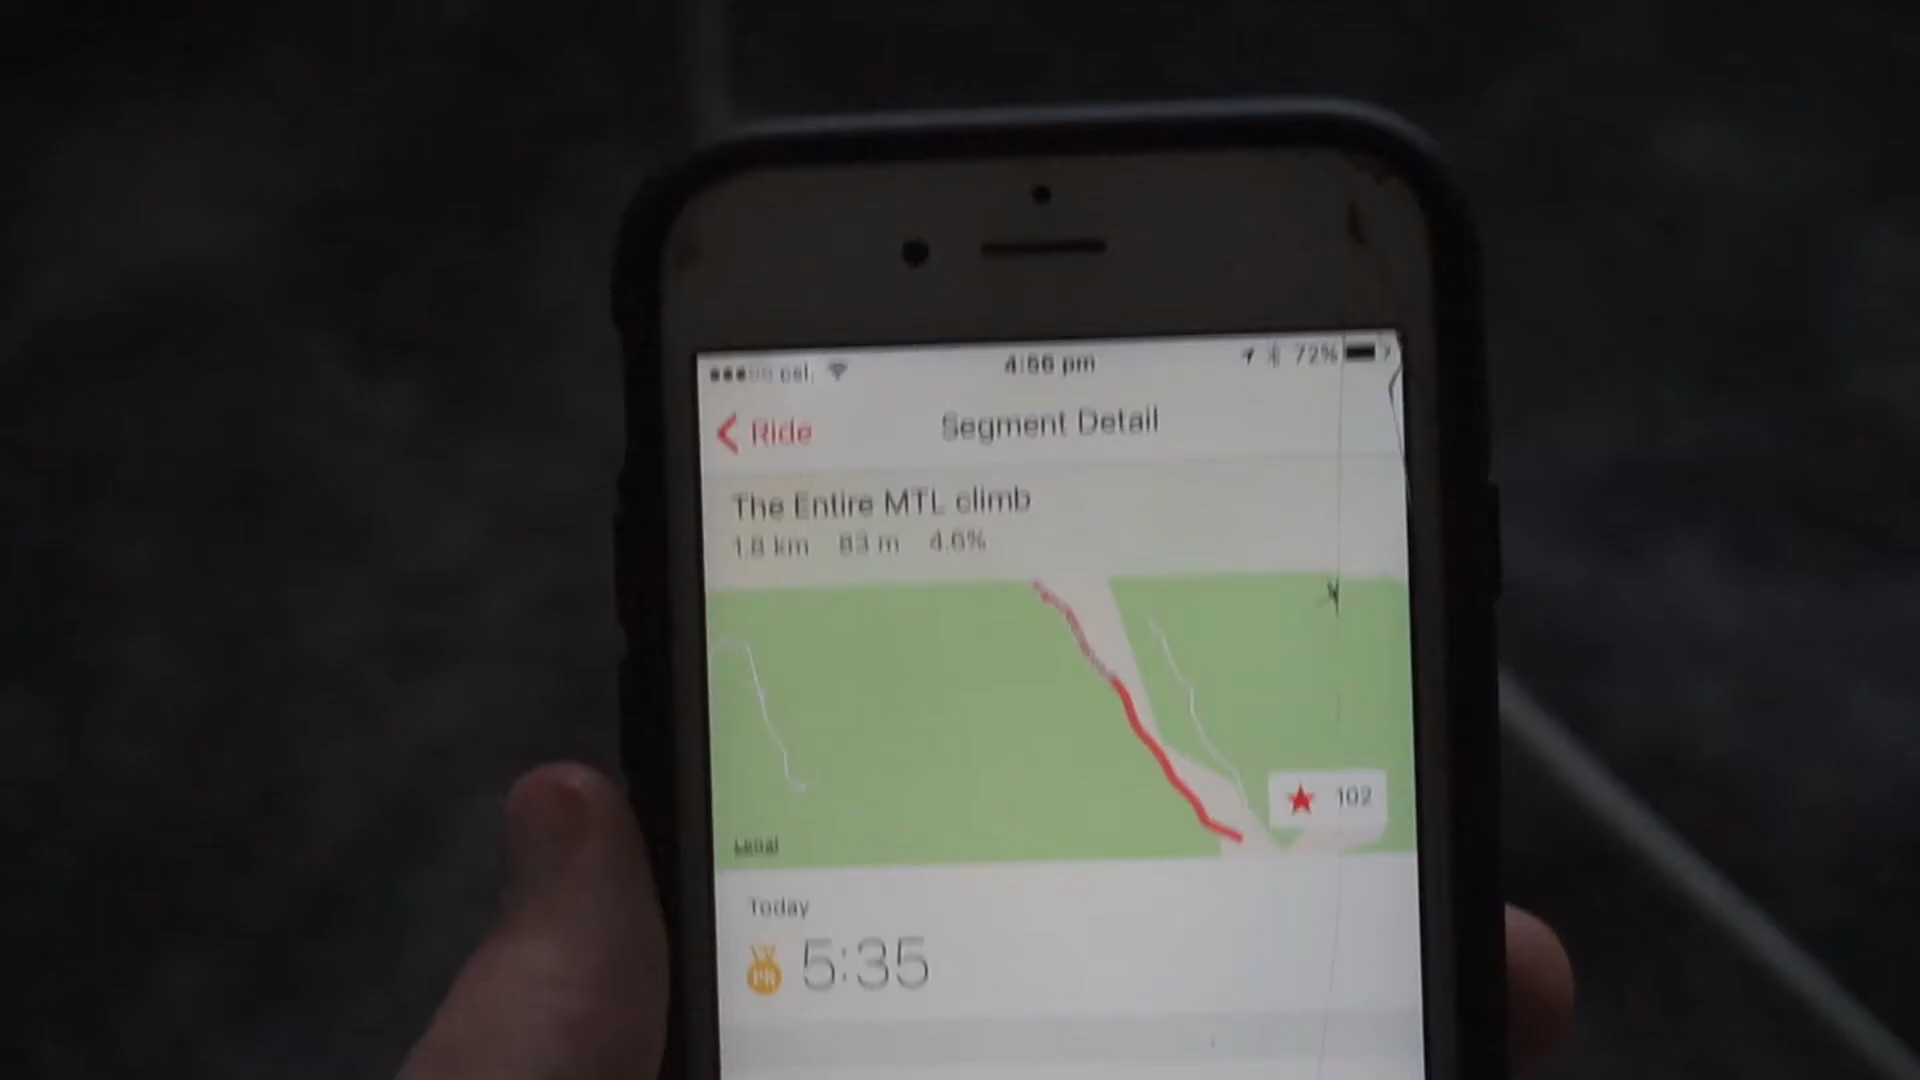 csl.
4:56 pm
72%
Ride
Segment Detail
The Entire MTL climb
1.8 km 83 m 4.6%
102
Legal
Today
PR 5:35